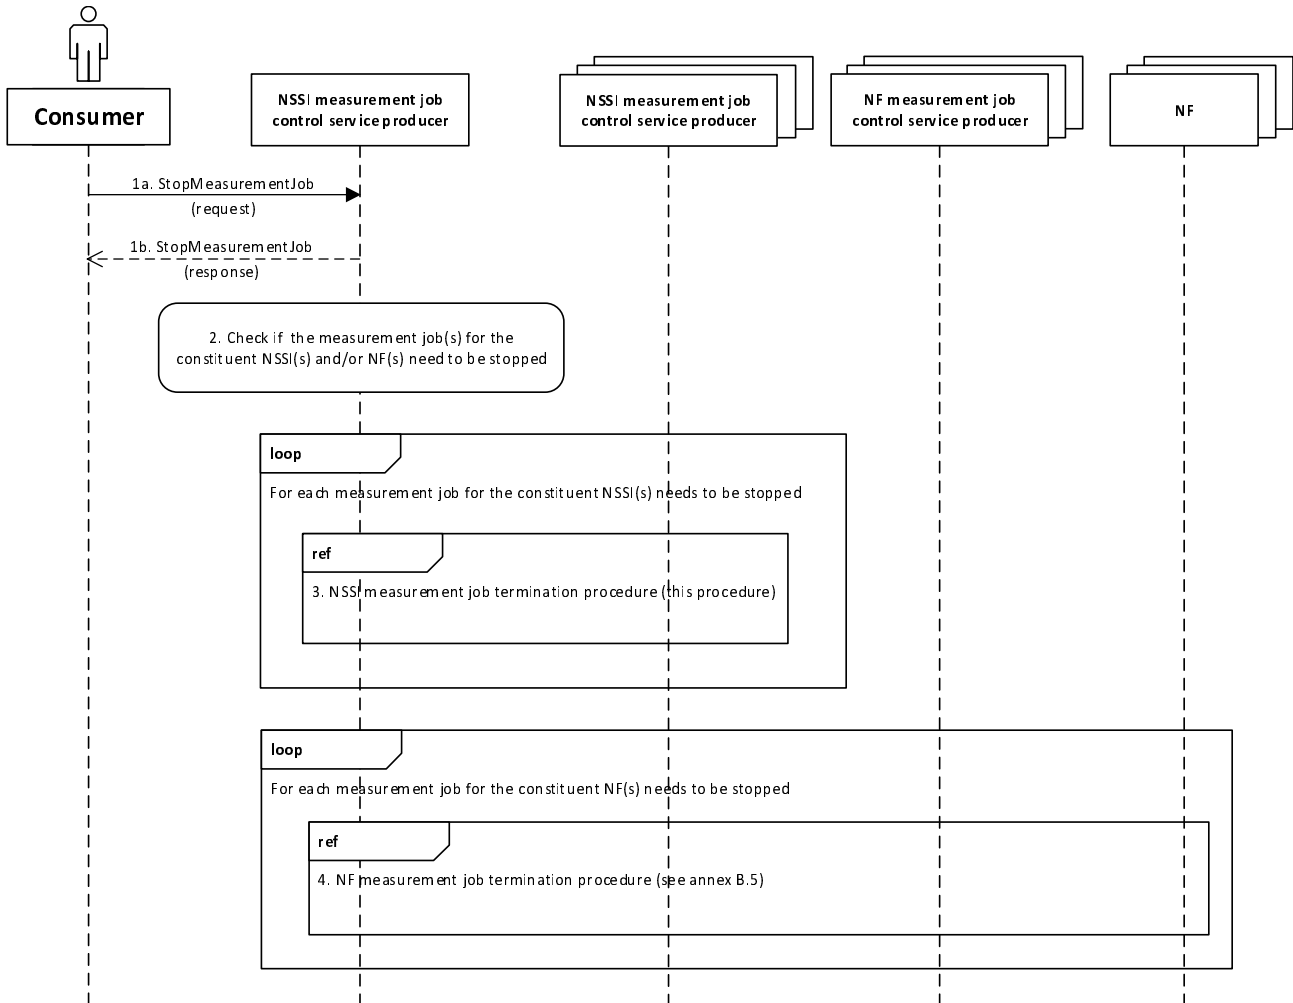 Consumer
NSSI measurement job
control service producer
NSSI measurement job
control service producer
NF measurement job
control service producer
NF
1a. StopMeasurementJob
(request)
1b. StopMeasurementJob
(response)
2. Check if the measurement job(s) for the
constituent NSSI(s) and/or NF(s) need to be stopped
loop
For each measurement job for the constituent NSSI(s) needs to be stopped
ref
3. NSSI measurement job termination procedure (this procedure)
loop
For each measurement job for the constituent NF(s) needs to be stopped
ref
4. NF measurement job termination procedure (see annex B.5)